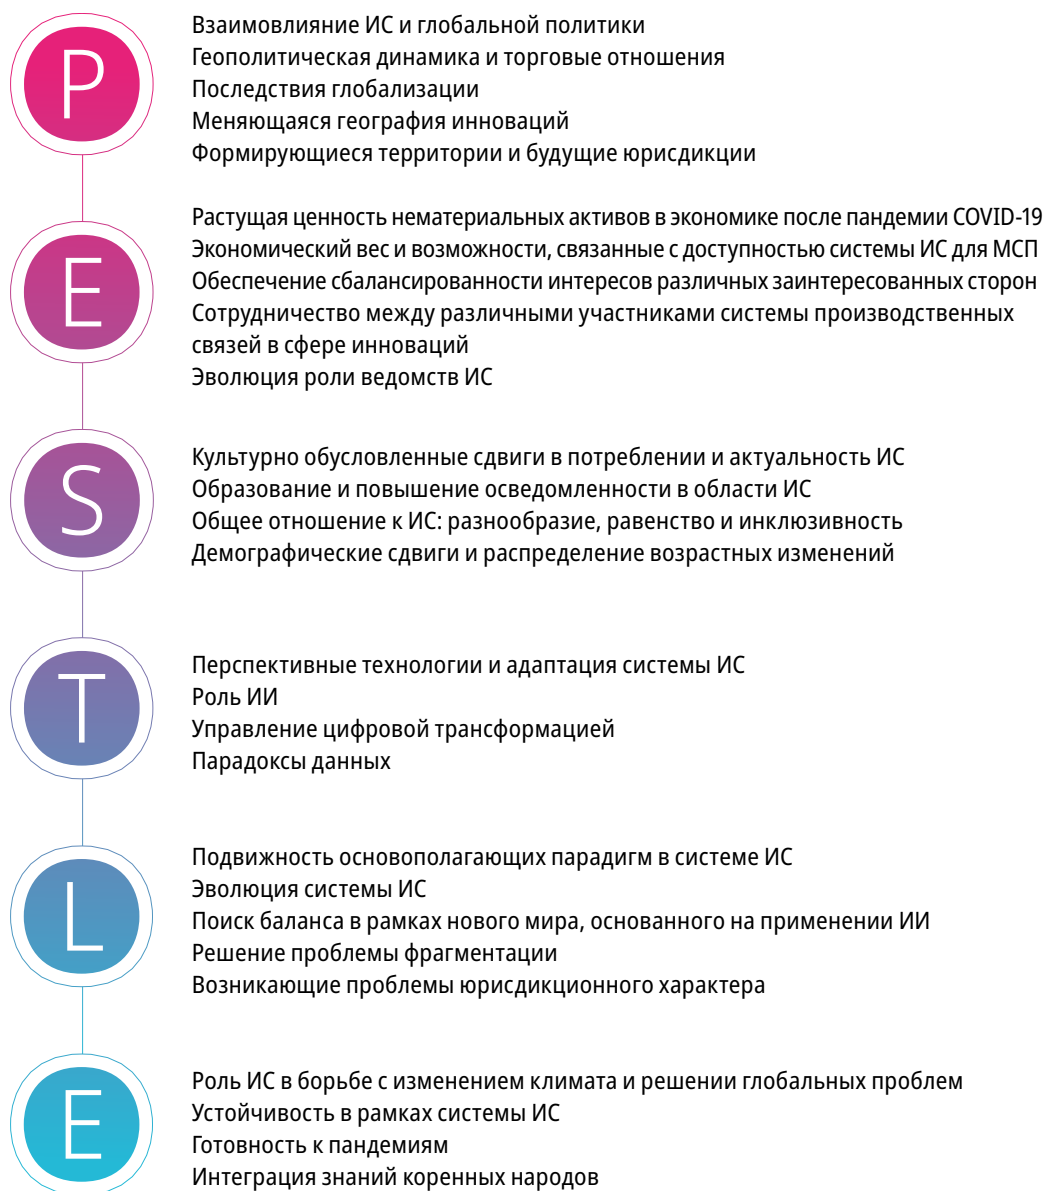 P
Взаимовлияние ИС и глобальной политики
Геополитическая динамика и торговые отношения
Последствия глобализации
Меняющаяся география инноваций
Формирующиеся территории и будущие юрисдикции
E
Растущая ценность нематериальных активов в экономике после пандемии COVID-19
Экономический вес и возможности, связанные с доступностью системы ИС для МСП
Обеспечение сбалансированности интересов различных заинтересованных сторон
Сотрудничество между различными участниками системы производственных
связей в сфере инноваций
Эволюция роли ведомств ИС
S
Культурно обусловленные сдвиги в потреблении и актуальность ИС
Образование и повышение осведомленности в области ИС
Общее отношение к ИС: разнообразие, равенство и инклюзивность
Демографические сдвиги и распределение возрастных изменений
T
Перспективные технологии и адаптация системы ИС
Роль ИИ
Управление цифровой трансформацией
Парадоксы данных
L
Подвижность основополагающих парадигм в системе ИС
Эволюция системы ИС
Поиск баланса в рамках нового мира, основанного на применении ИИ
Решение проблемы фрагментации
Возникающие проблемы юрисдикционного характера
E
Роль ИС в борьбе с изменением климата и решении глобальных проблем
Устойчивость в рамках системы ИС
Готовность к пандемиям
Интеграция знаний коренных народов